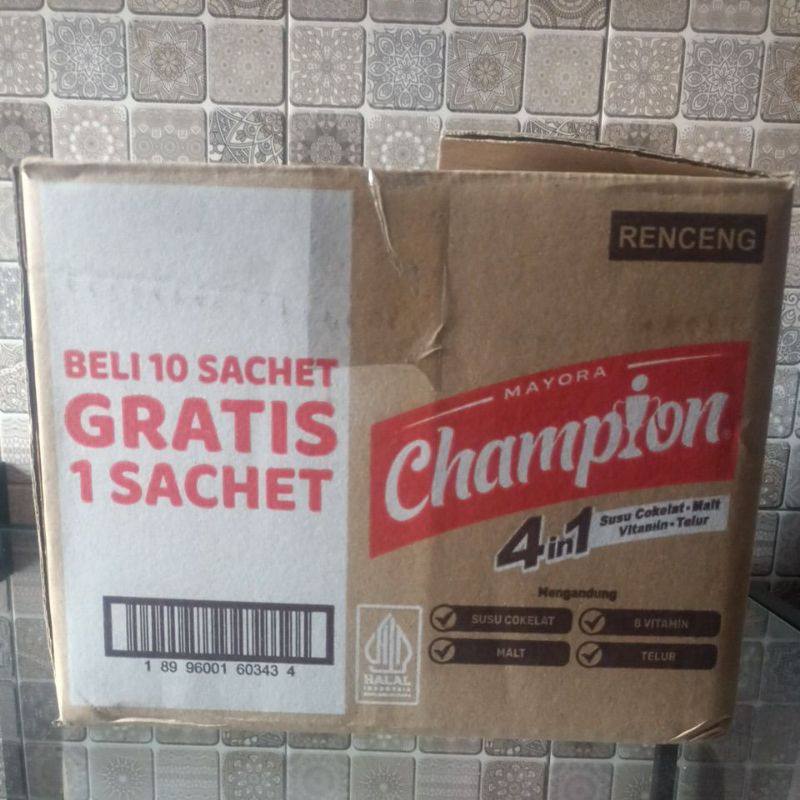 RENCENG
BELI 10 SACHET
GRATIS
1 SACHET
MAYORA
Champion
4in1
Susu Cokelat • Malt
Vitamin • Telur
Mengandung
SUSU COKELAT
8 VITAMIN
MALT
TELUR
1 89 96001 60343 4
HALAL
INDONESIA